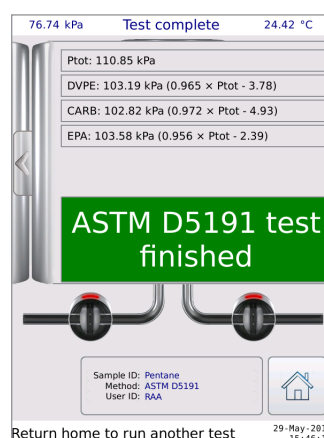 76.74 kPa Test complete 24.42 °C
Ptot: 110.85 kPa
DVPE: 103.19 kPa (0.965 × Ptot - 3.78)
CARB: 102.82 kPa (0.972 × Ptot - 4.93)
EPA: 103.58 kPa (0.956 × Ptot - 2.39)
ASTM D5191 test
finished
Sample ID: Pentane
Method: ASTM D5191
User ID: RAA
Return home to run another test